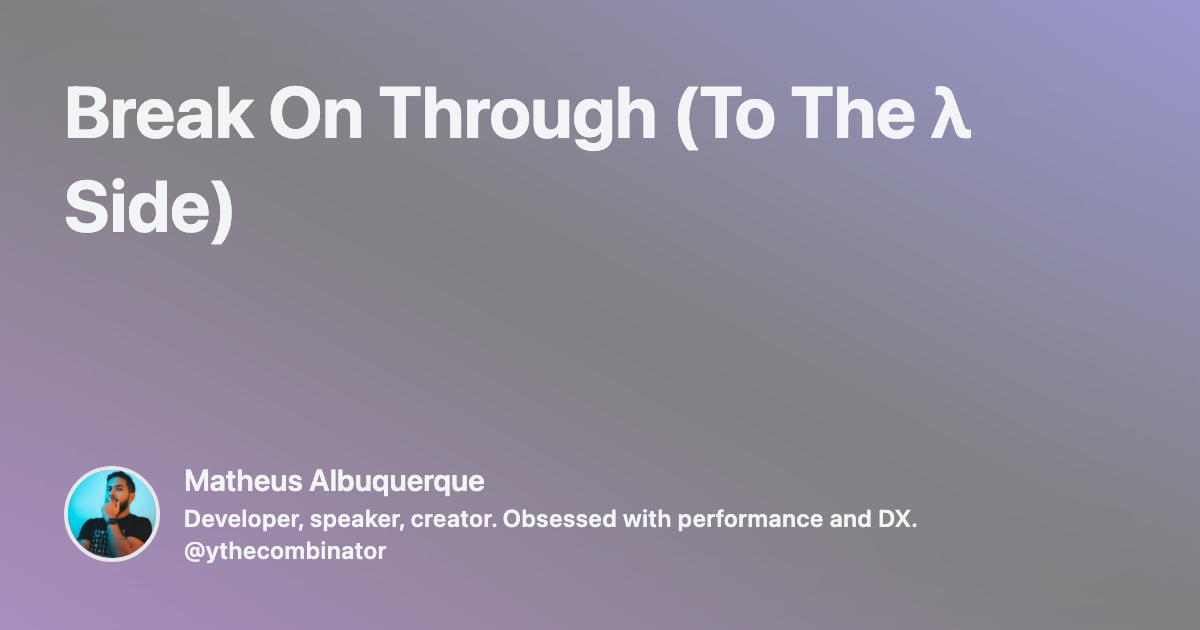 Break On Through (To The λ
Side)
Matheus Albuquerque
Developer, speaker, creator. Obsessed with performance and DX.
@ythecombinator